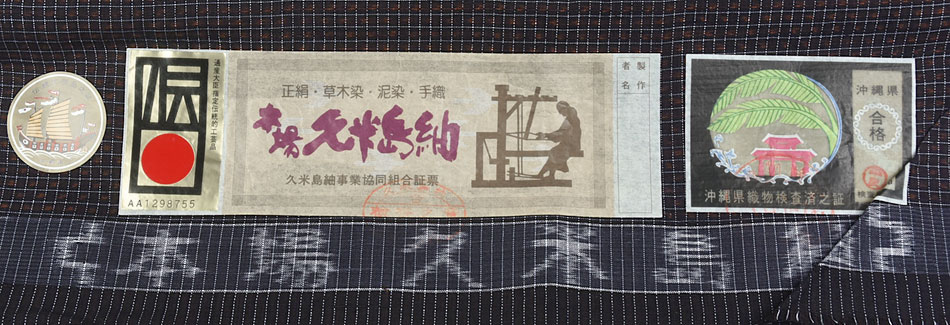 通産大臣指定伝統的工芸品
伝
AA1298755
正絹・草木染・泥染・手織
本場久米島紬
久米島紬事業協同組合証票
製作
者名
沖縄県
合格
沖縄県織物検査済之証
本場久米島